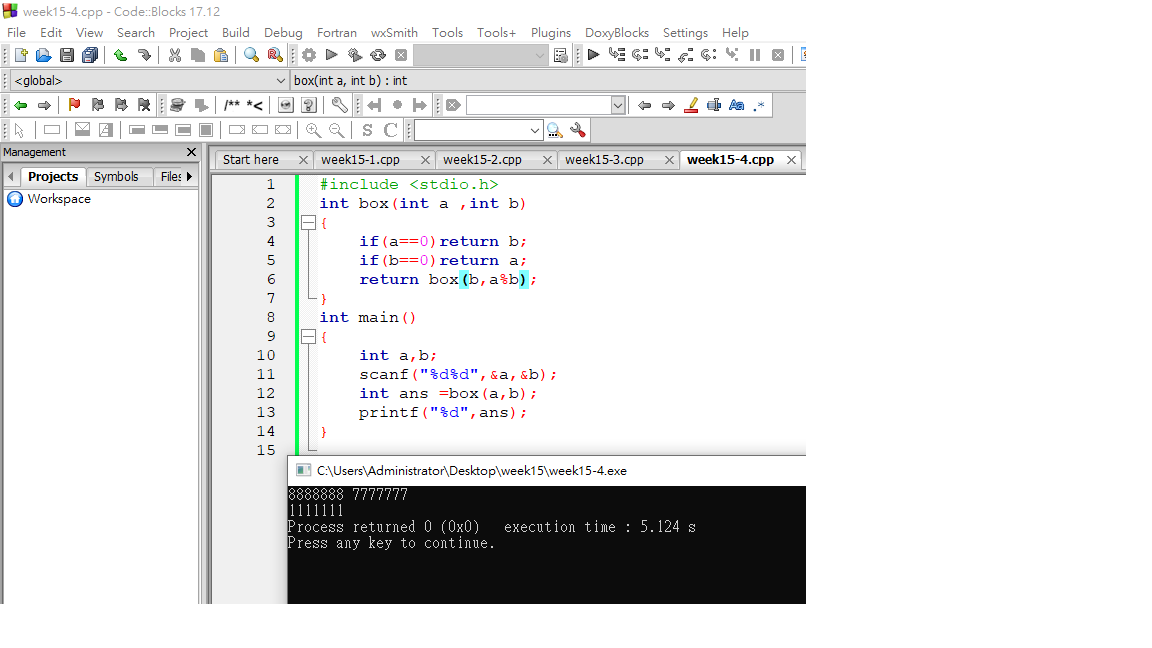 week15-4.cpp - Code::Blocks 17.12
File Edit View Search Project Build Debug Fortran wxSmith Tools Tools+ Plugins DoxyBlocks Settings Help
<global> box(int a, int b) : int
/** *< Aa .*
S C
Management
Projects Symbols Files
Workspace
Start here week15-1.cpp week15-2.cpp week15-3.cpp week15-4.cpp
1 #include <stdio.h>
2 int box(int a ,int b)
3 {
4 if(a==0)return b;
5 if(b==0)return a;
6 return box(b,a%b);
7 }
8 int main()
9 {
10 int a,b;
11 scanf("%d%d",&a,&b);
12 int ans =box(a,b);
13 printf("%d",ans);
14 }
15
C:\Users\Administrator\Desktop\week15\week15-4.exe
8888888 7777777
1111111
Process returned 0 (0x0) execution time : 5.124 s
Press any key to continue.